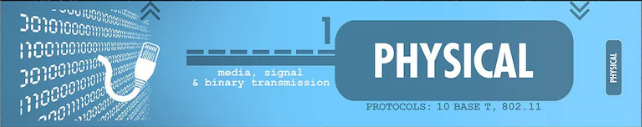 1
PHYSICAL
media, signal
& binary transmission
PROTOCOLS: 10 BASE T, 802.11
PHYSICAL